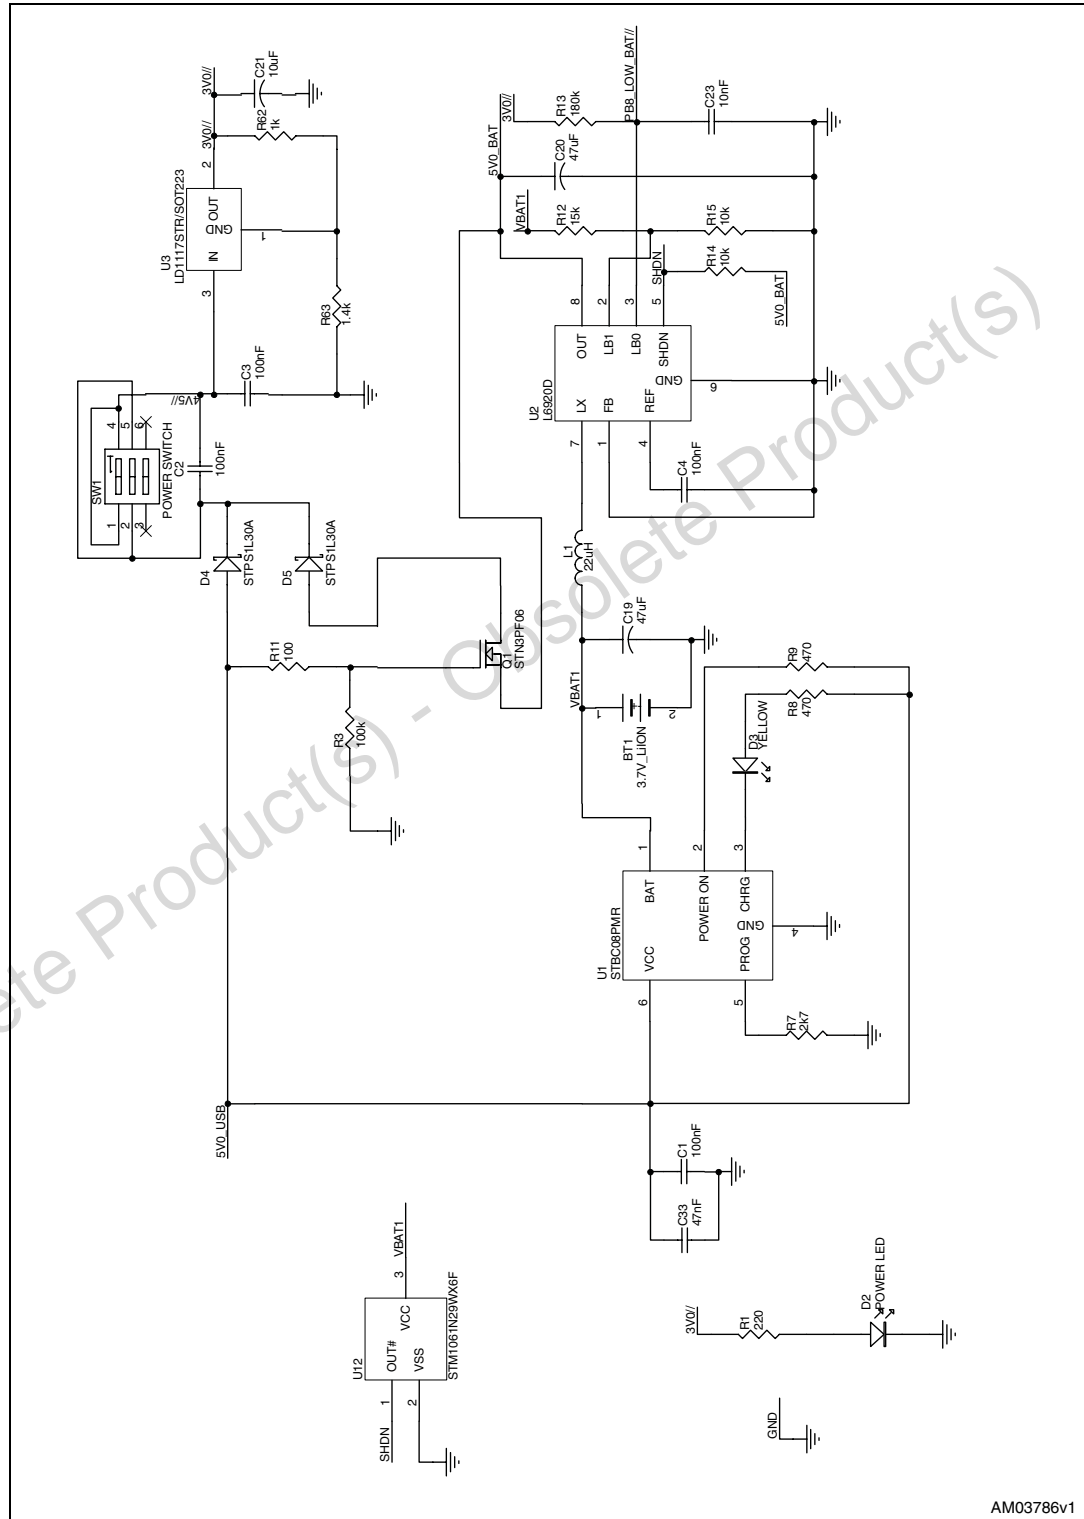 3V0//
C21
10uF
3V0//
R62
1k
2
OUT
GND
1
IN
U3
LD1117STR/SOT223
3
R63
1.4k
C3
100nF
4V5//
4
5
6
SW1
POWER SWITCH
1
2
3
C2
100nF
D4
STPS1L30A
D5
STPS1L30A
R11
100
R3
100k
Q1
STN3PF06
5V0_USB
5V0_BAT
3V0//
R13
180k
PB8_LOW_BAT//
C23
10nF
C20
47uF
VBAT1
R12
15k
R15
10k
SHDN
R14
10k
5V0_BAT
8
2
3
5
OUT
LB1
LB0
SHDN
GND
6
LX
FB
REF
U2
L6920D
7
1
4
C4
100nF
L1
22uH
C19
47uF
VBAT1
1
2
BT1
3.7V_LiION
R9
470
R8
470
D3
YELLOW
1
2
3
BAT
POWER ON
CHRG
GND
4
VCC
PROG
U1
STBC08PMR
6
5
R7
2k7
C1
100nF
C33
47nF
VBAT1
3
VCC
OUT#
VSS
U12
STM1061N29WX6F
1
2
SHDN
3V0//
R1
220
D2
POWER LED
GND
AM03786v1
ete Product(s) - Obsolete Product(s)